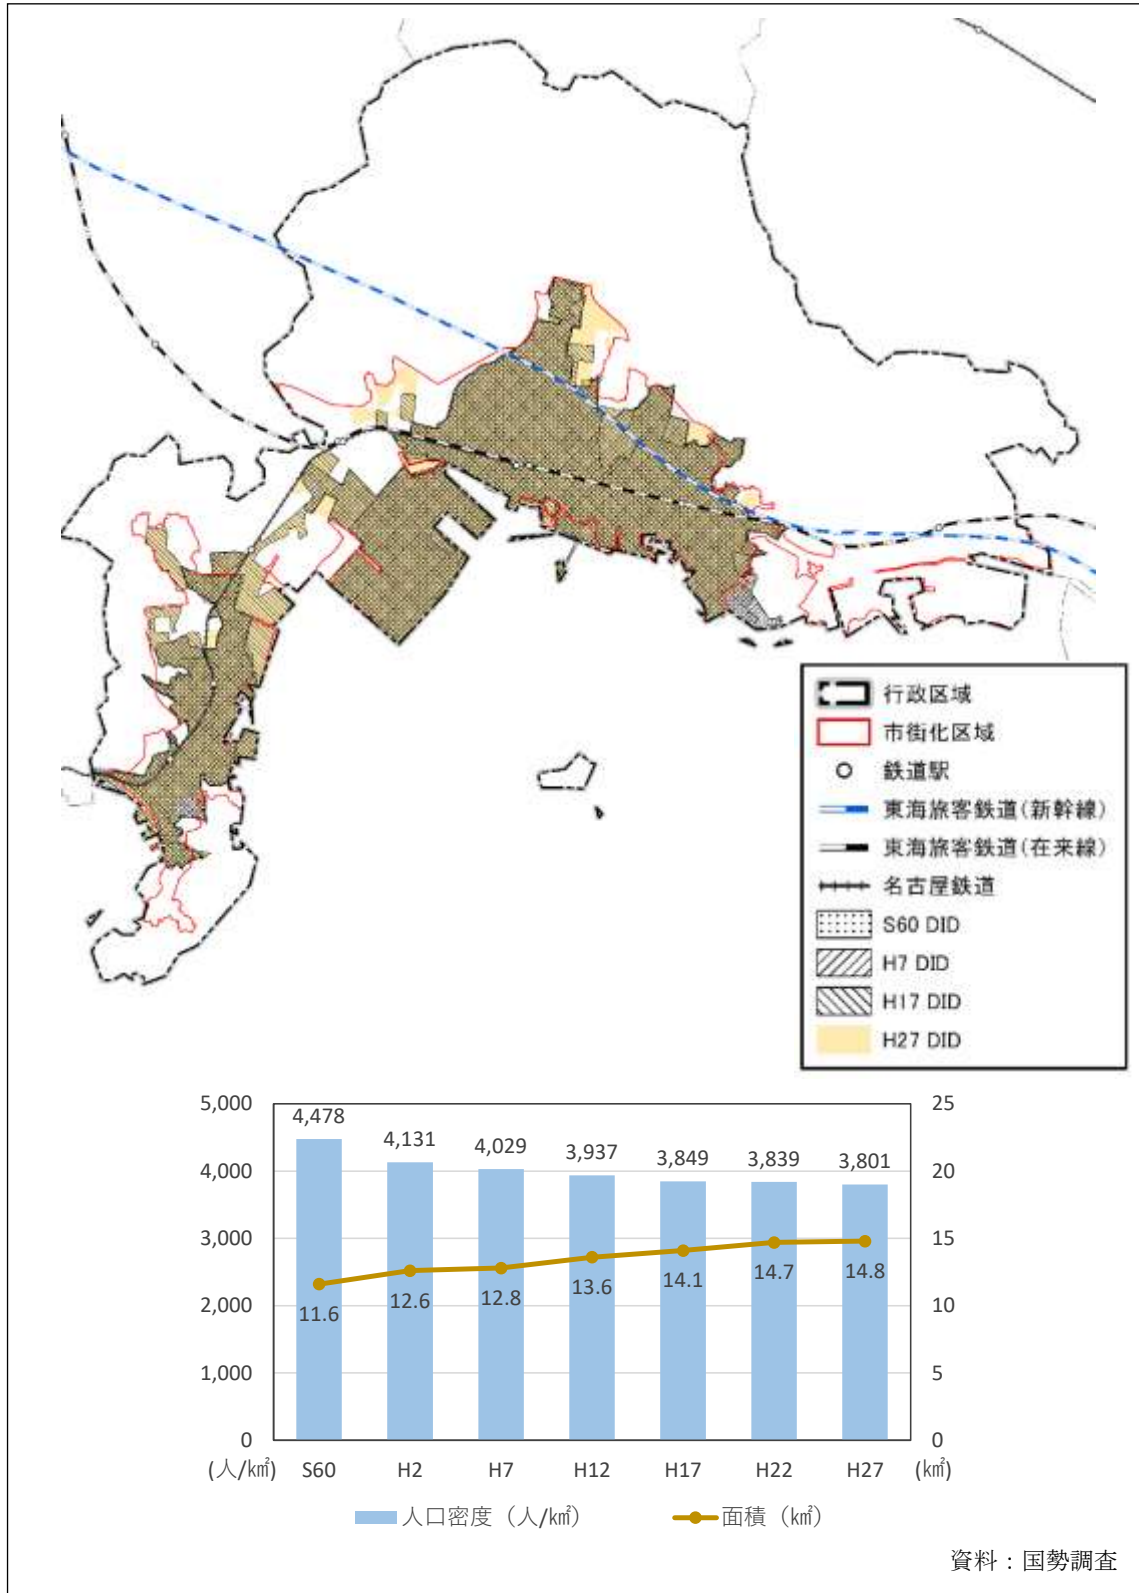 行政区域
市街化区域
鉄道駅
東海旅客鉄道(新幹線)
東海旅客鉄道(在来線)
名古屋鉄道
S60 DID
H7 DID
H17 DID
H27 DID
5,000
4,000
3,000
2,000
1,000
0
25
20
15
10
5
0
4,478
4,131
4,029
3,937
3,849
3,839
3,801
11.6
12.6
12.8
13.6
14.1
14.7
14.8
(人/㎢) S60 H2 H7 H12 H17 H22 H27 (㎢)
人口密度（人/㎢） 面積（㎢）
資料：国勢調査